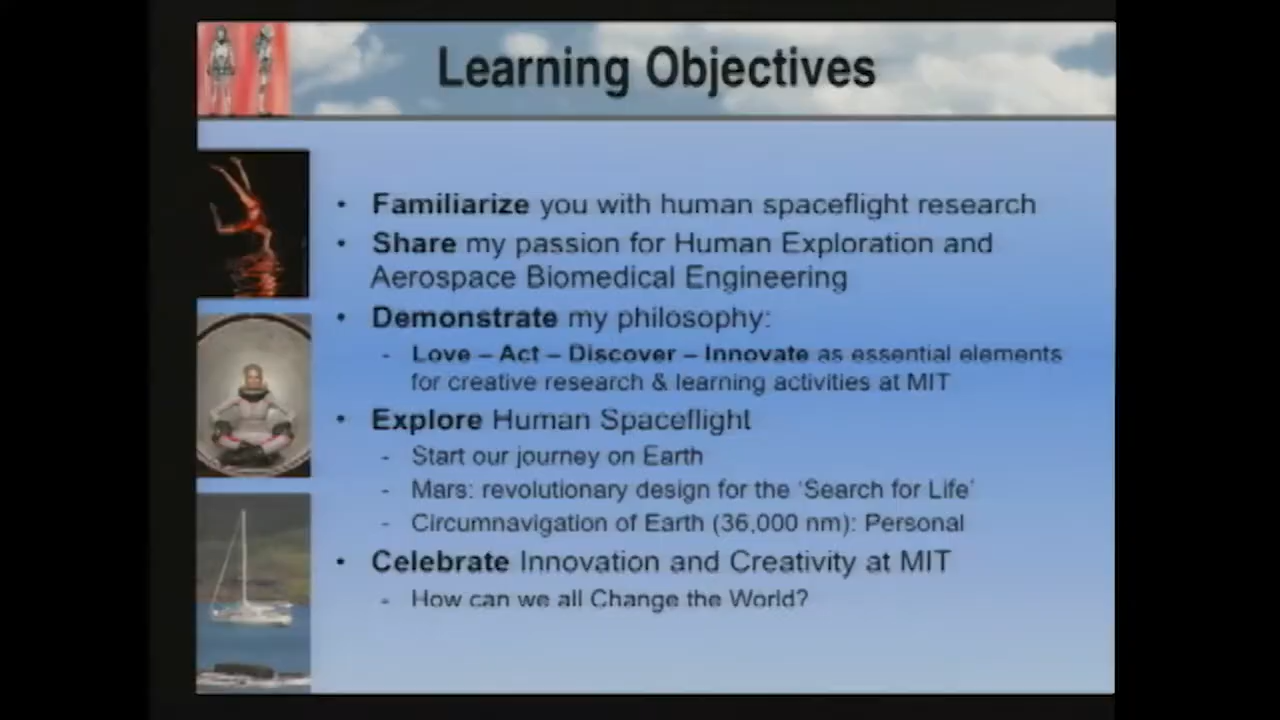 Learning Objectives
• Familiarize you with human spaceflight research
• Share my passion for Human Exploration and
Aerospace Biomedical Engineering
• Demonstrate my philosophy:
- Love – Act – Discover – Innovate as essential elements
for creative research & learning activities at MIT
• Explore Human Spaceflight
- Start our journey on Earth
- Mars: revolutionary design for the 'Search for Life'
- Circumnavigation of Earth (36,000 nm): Personal
• Celebrate Innovation and Creativity at MIT
- How can we all Change the World?